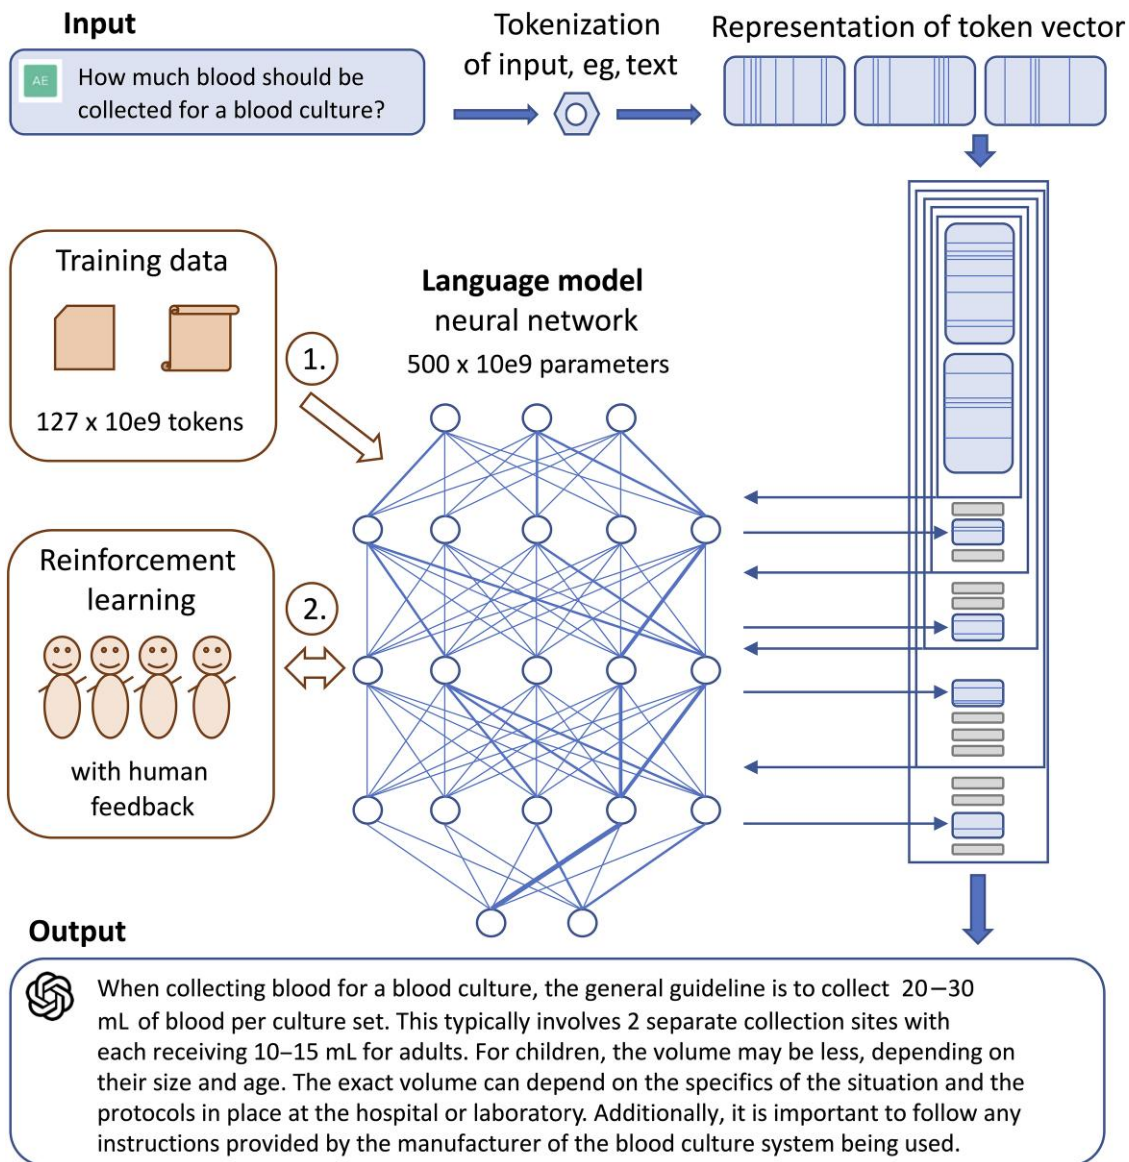 Input
AE
How much blood should be
collected for a blood culture?
Tokenization
of input, eg, text
Representation of token vector
Training data
127 x 10e9 tokens
1.
Language model
neural network
500 x 10e9 parameters
Reinforcement
learning
with human
feedback
2.
Output
When collecting blood for a blood culture, the general guideline is to collect 20–30
mL of blood per culture set. This typically involves 2 separate collection sites with
each receiving 10–15 mL for adults. For children, the volume may be less, depending on
their size and age. The exact volume can depend on the specifics of the situation and the
protocols in place at the hospital or laboratory. Additionally, it is important to follow any
instructions provided by the manufacturer of the blood culture system being used.